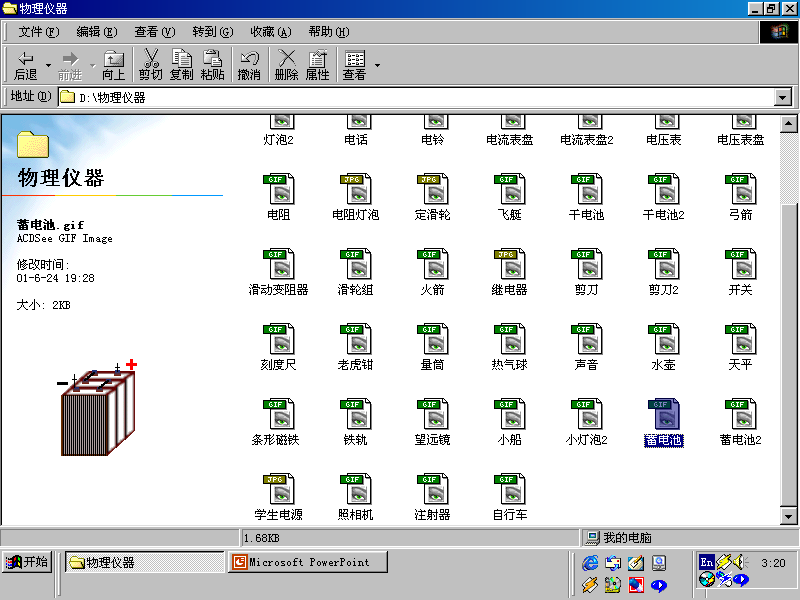 物理仪器
文件(F) 编辑(E) 查看(V) 转到(G) 收藏(A) 帮助(H)
后退 前进 向上 剪切 复制 粘贴 撤消 删除 属性 查看
地址(D) D:\物理仪器
灯泡2 电话 电铃 电流表盘 电流表盘2 电压表 电压表盘
物理仪器
GIF JPG JPG GIF GIF GIF GIF
电阻 电阻灯泡 定滑轮 飞艇 干电池 干电池2 弓箭
蓄电池.gif
ACDSee GIF Image
修改时间:
01-6-24 19:28
大小: 2KB
GIF GIF GIF JPG GIF GIF GIF
滑动变阻器 滑轮组 火箭 继电器 剪刀 剪刀2 开关
GIF GIF GIF GIF GIF GIF GIF
刻度尺 老虎钳 量筒 热气球 声音 水壶 天平
GIF GIF GIF GIF GIF GIF GIF
条形磁铁 铁轨 望远镜 小船 小灯泡2 蓄电池 蓄电池2
JPG GIF GIF GIF
学生电源 照相机 注射器 自行车
1.68KB 我的电脑
开始 物理仪器 Microsoft PowerPoint En 3:20